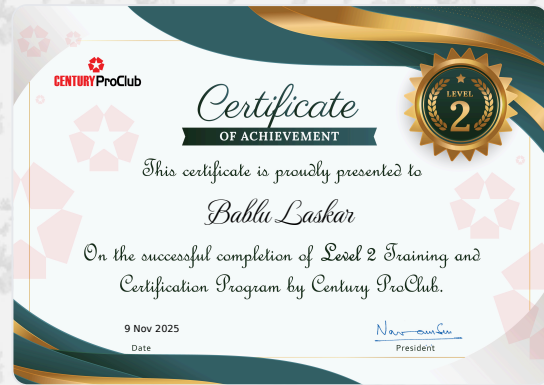 CENTURY ProClub
LEVEL
2
Certificate
OF ACHIEVEMENT
This certificate is proudly presented to
Bablu Laskar
On the successful completion of Level 2 Training and
Certification Program by Century ProClub.
9 Nov 2025
Date
President